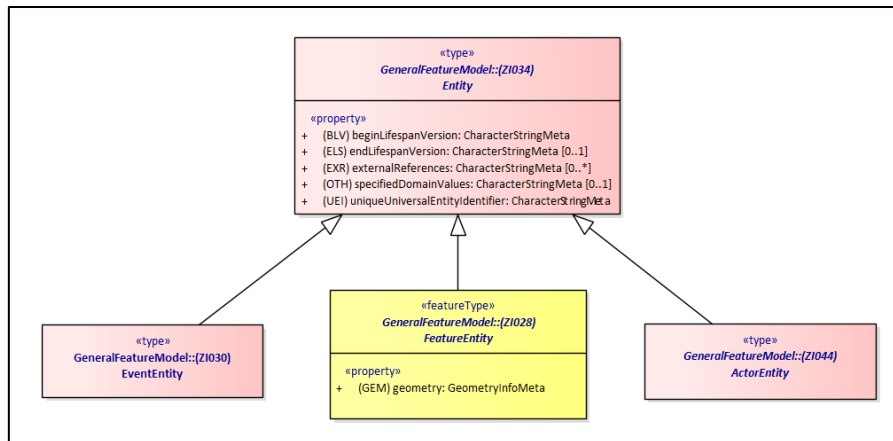 «type»
GeneralFeatureModel::(ZI034)
Entity
«property»
+ (BLV) beginLifespanVersion: CharacterStringMeta
+ (ELS) endLifespanVersion: CharacterStringMeta [0..1]
+ (EXR) externalReferences: CharacterStringMeta [0..*]
+ (OTH) specifiedDomainValues: CharacterStringMeta [0..1]
+ (UEI) uniqueUniversalEntityIdentifier: CharacterStringMeta
«type»
GeneralFeatureModel::(ZI030)
EventEntity
«featureType»
GeneralFeatureModel::(ZI028)
FeatureEntity
«property»
+ (GEM) geometry: GeometryInfoMeta
«type»
GeneralFeatureModel::(ZI044)
ActorEntity